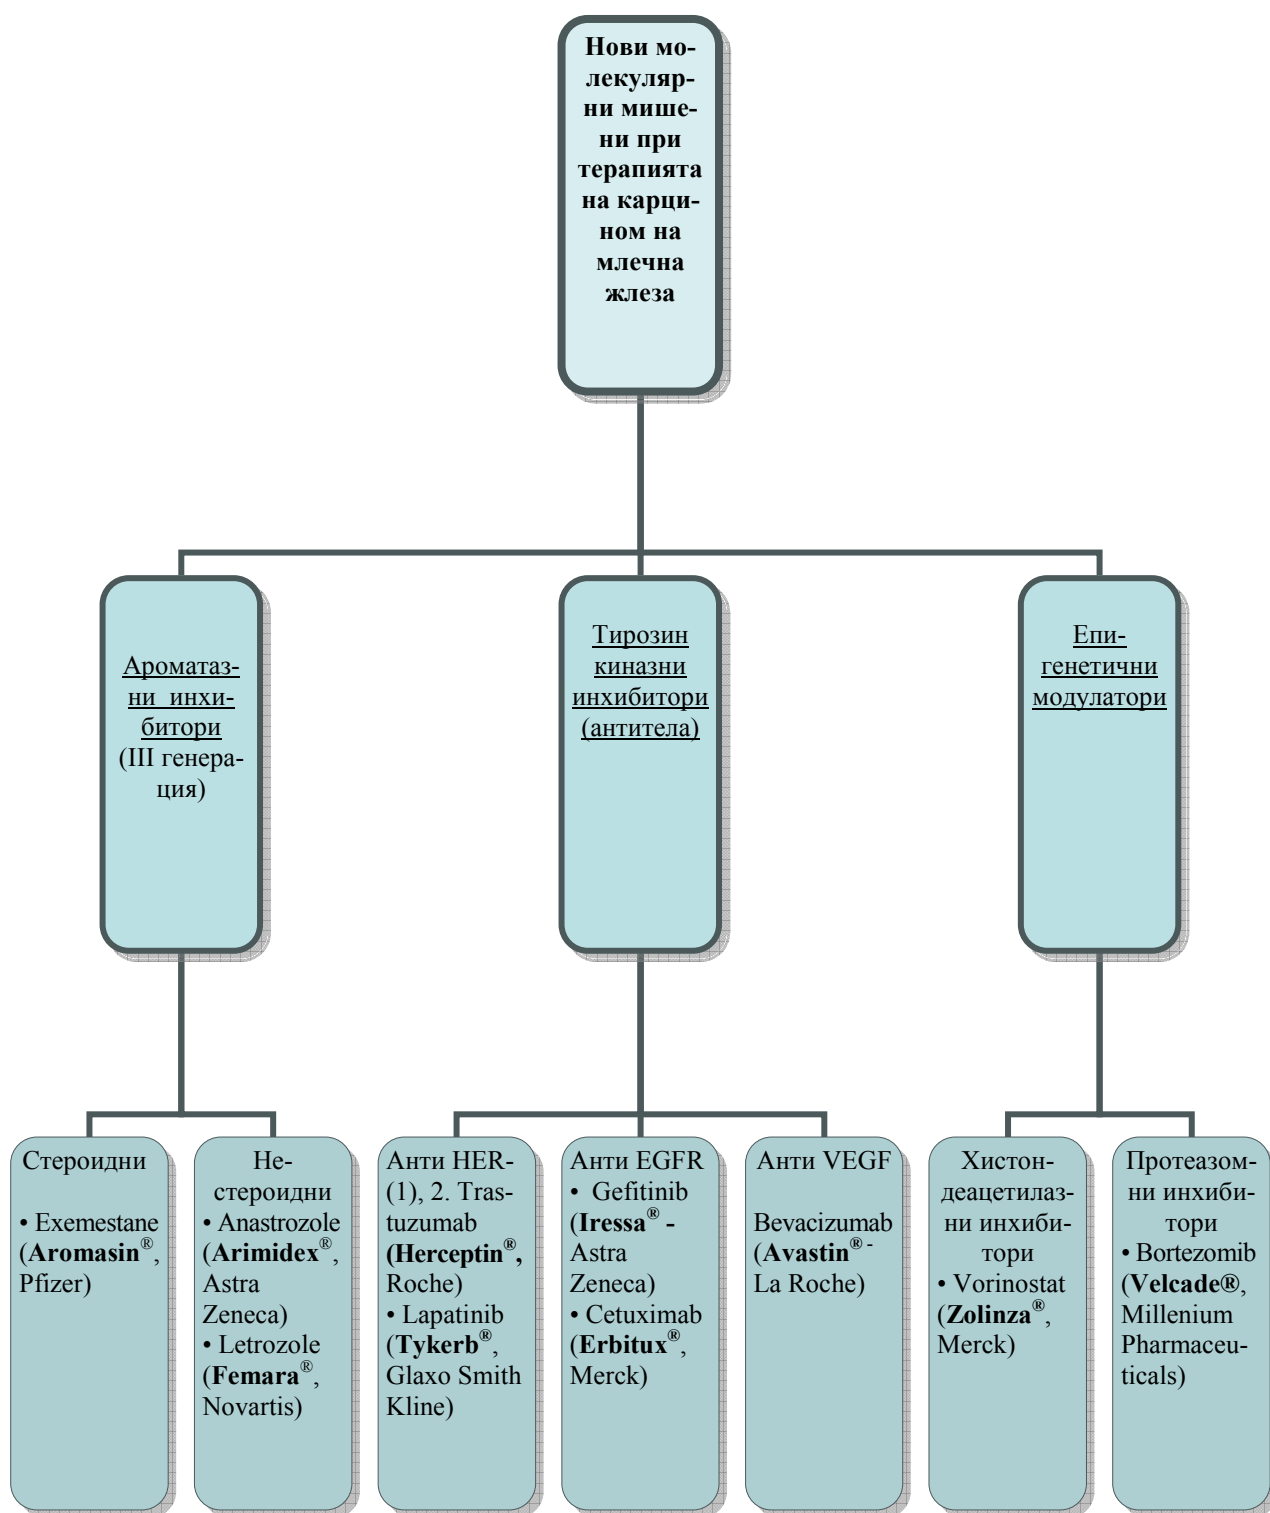 Нови мо-
лекуляр-
ни мише-
ни при
терапията
на карци-
ном на
млечна
жлеза
Ароматаз-
ни инхи-
битори
(III генера-
ция)
Тирозин
киназни
инхибитори
(антитела)
Епи-
генетични
модулатори
Стероидни
• Exemestane
(Aromasin®,
Pfizer)
Не-
стероидни
• Anastrozole
(Arimidex®,
Astra
Zeneca)
• Letrozole
(Femara®,
Novartis)
Анти HER-
(1), 2. Tras-
tuzumab
(Herceptin®,
Roche)
• Lapatinib
(Tykerb®,
Glaxo Smith
Kline)
Анти EGFR
• Gefitinib
(Iressa® -
Astra
Zeneca)
• Cetuximab
(Erbitux®,
Merck)
Анти VEGF
Bevacizumab
(Avastin® -
La Roche)
Хистон-
деацетилаз-
ни инхиби-
тори
• Vorinostat
(Zolinza®,
Merck)
Протеазом-
ни инхиби-
тори
• Bortezomib
(Velcade®,
Millenium
Pharmaceu-
ticals)